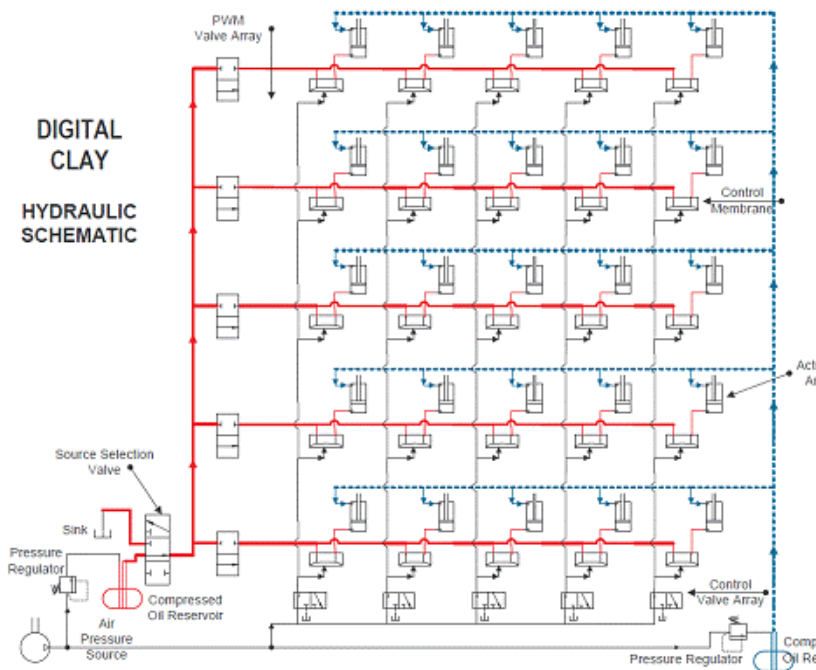 PWM
Valve Array
DIGITAL
CLAY
HYDRAULIC
SCHEMATIC
Control
Membrane
Source Selection
Valve
Sink
Pressure
Regulator
Compressed
Oil Reservoir
Air
Pressure
Source
Control
Valve Array
Pressure Regulator
Oil